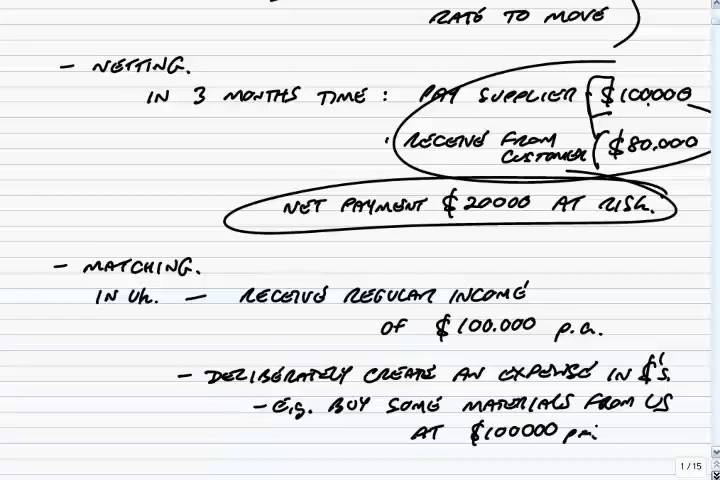 RATE TO MOVE
- NETTING.
IN 3 MONTHS TIME : PAY SUPPLIER $100.000
RECEIVE FROM $80.000
CUSTOMER
NET PAYMENT $20000 AT RISK.
- MATCHING.
IN UK. - RECEIVE REGULAR INCOME
OF $100.000 p.a.
- DELIBERATELY CREATE AN EXPENSE IN $'S.
- E.g. BUY SOME MATERIALS FROM US
AT $100000 p.a.
1 / 15